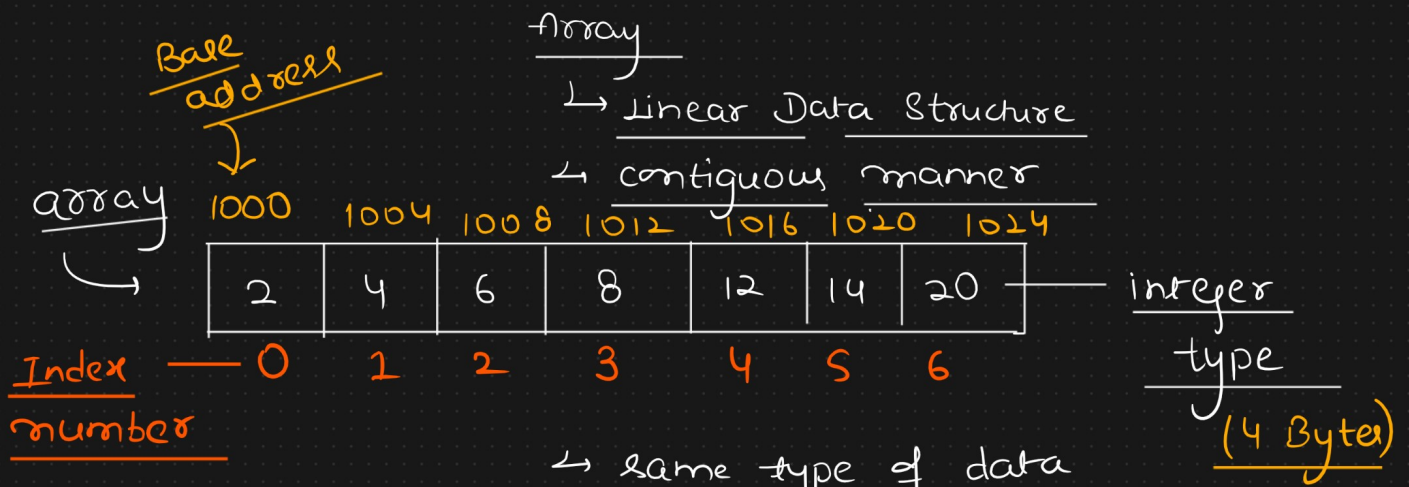 Array
Base
address
↳ Linear Data Structure
↳ contiguous manner
array
1000 1004 1008 1012 1016 1020 1024
2 4 6 8 12 14 20
integer
type
(4 Bytes)
Index
number
0 1 2 3 4 5 6
↳ same type of data